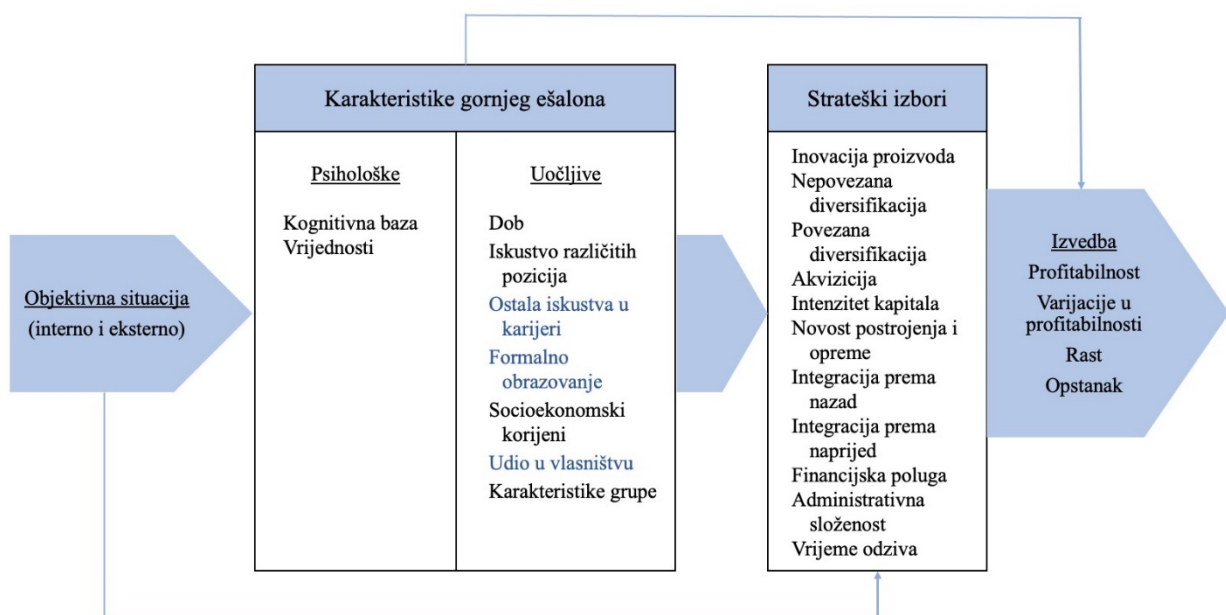 Objektivna situacija
(interno i eksterno)
Karakteristike gornjeg ešalona
Psihološke
Kognitivna baza
Vrijednosti
Uočljive
Dob
Iskustvo različitih
pozicija
Ostala iskustva u
karijeri
Formalno
obrazovanje
Socioekonomski
korijeni
Udio u vlasništvu
Karakteristike grupe
Strateški izbori
Inovacija proizvoda
Nepovezana
diversifikacija
Povezana
diversifikacija
Akvizicija
Intenzitet kapitala
Novost postrojenja i
opreme
Integracija prema
nazad
Integracija prema
naprijed
Financijska poluga
Administrativna
složenost
Vrijeme odziva
Izvedba
Profitabilnost
Varijacije u
profitabilnosti
Rast
Opstanak